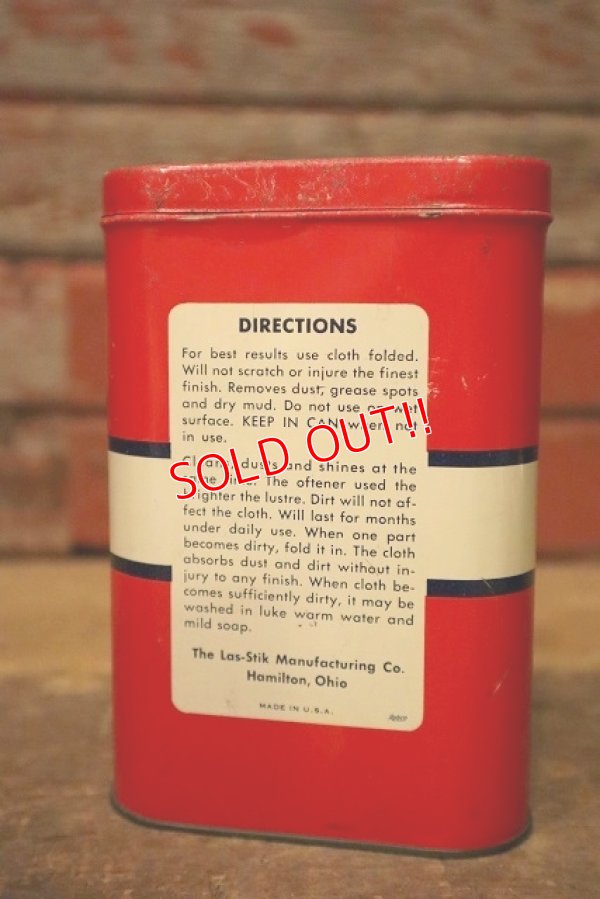 DIRECTIONS
For best results use cloth folded.
Will not scratch or injure the finest
finish. Removes dust, grease spots
and dry mud. Do not use on wet
surface. KEEP IN CAN when not
in use.
SOLD OUT!!
Cleans, dusts and shines at the
same time. The oftener used the
brighter the lustre. Dirt will not af-
fect the cloth. Will last for months
under daily use. When one part
becomes dirty, fold it in. The cloth
absorbs dust and dirt without in-
jury to any finish. When cloth be-
comes sufficiently dirty, it may be
washed in luke warm water and
mild soap.
The Las-Stik Manufacturing Co.
Hamilton, Ohio
MADE IN U.S.A.